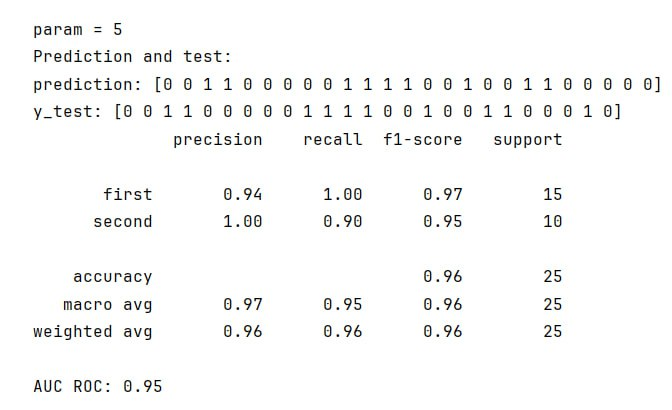 param = 5
Prediction and test:
prediction: [0 0 1 1 0 0 0 0 0 1 1 1 1 0 0 1 0 0 1 1 0 0 0 0 0]
y_test: [0 0 1 1 0 0 0 0 0 1 1 1 1 0 0 1 0 0 1 1 0 0 0 1 0]
precision recall f1-score support
first 0.94 1.00 0.97 15
second 1.00 0.90 0.95 10
accuracy 0.96 25
macro avg 0.97 0.95 0.96 25
weighted avg 0.96 0.96 0.96 25
AUC ROC: 0.95